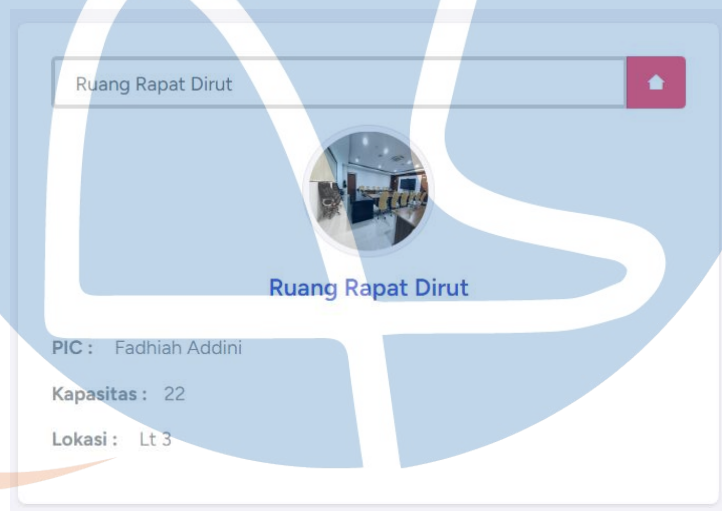 Ruang Rapat Dirut
Ruang Rapat Dirut
PIC : Fadhiah Addini
Kapasitas : 22
Lokasi : Lt 3